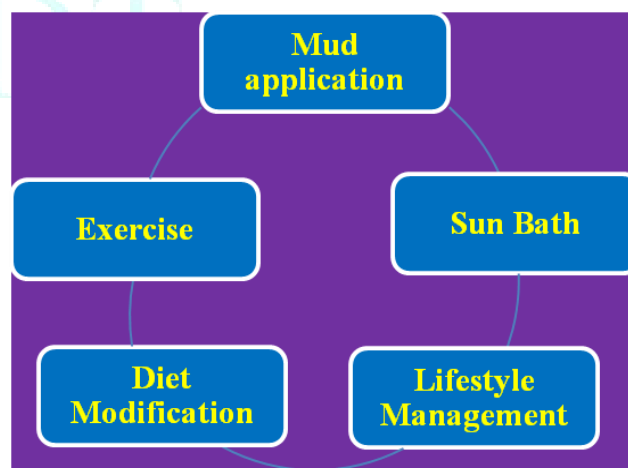 Mud
application
Sun Bath
Lifestyle
Management
Diet
Modification
Exercise